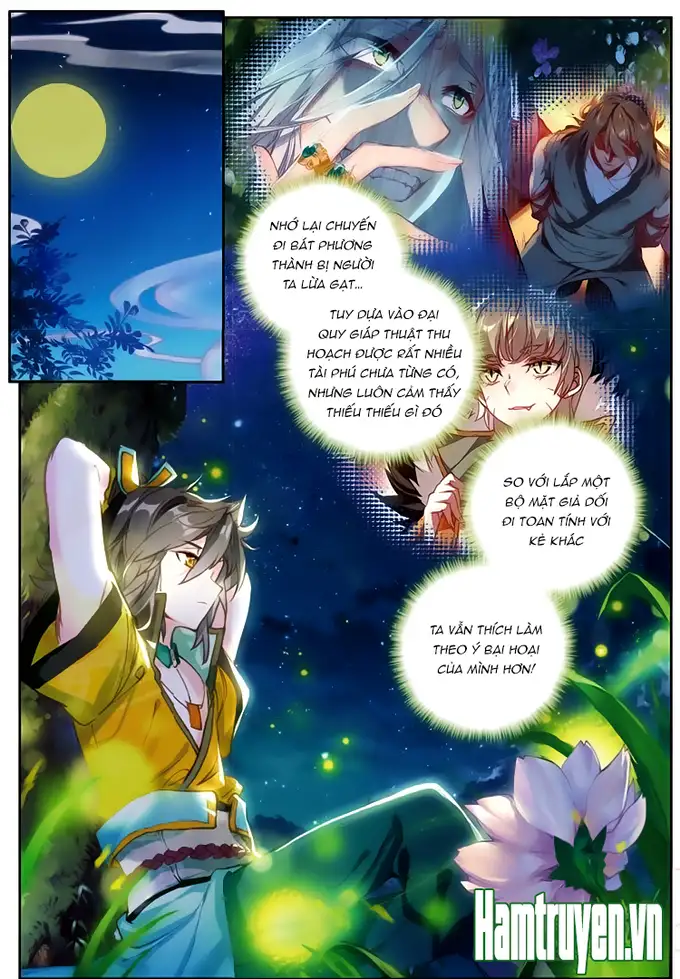 NHỚ LẠI CHUYẾN
ĐI BÁT PHƯƠNG
THÀNH BỊ NGƯỜI
TA LỪA GẠT...
TUY DỰA VÀO ĐẠI
QUY GIÁP THUẬT THU
HOẠCH ĐƯỢC RẤT NHIỀU
TÀI PHÚ CHƯA TỪNG CÓ,
NHƯNG LUÔN CẢM THẤY
THIẾU THIẾU GÌ ĐÓ
SO VỚI LẮP MỘT
BỘ MẶT GIẢ DỐI
ĐI TOAN TÍNH VỚI
KẺ KHÁC
TA VẪN THÍCH LÀM
THEO Ý BẠI HOẠI
CỦA MÌNH HƠN!
Hamtruyen.vn